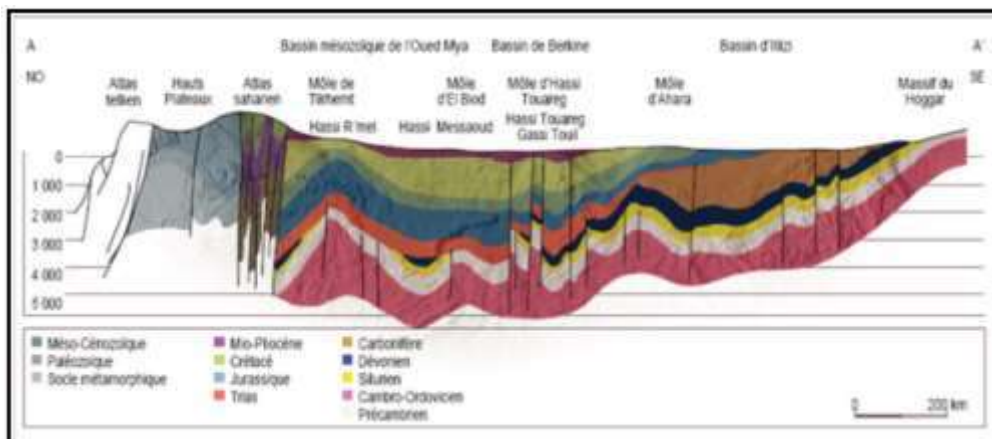 A
Bassin mésozoïque de l'Oued Mya
Bassin de Berkine
Bassin d'Illizi
A'
NO
SE
Atlas
tellien
Hauts
Plateaux
Atlas
saharien
Môle de
Tilrhemt
Môle
d'El Biod
Môle d'Hassi
Touareg
Môle
d'Ahara
Massif du
Hoggar
Hassi R'mel
Hassi Messaoud
Hassi Touareg
Gassi Touil
0
1 000
2 000
3 000
4 000
5 000
Méso-Cénozoïque
Paléozoïque
Socle métamorphique
Mio-Pliocène
Crétacé
Jurassique
Trias
Carbonifère
Dévonien
Silurien
Cambro-Ordovicien
Précambrien
0 200 km